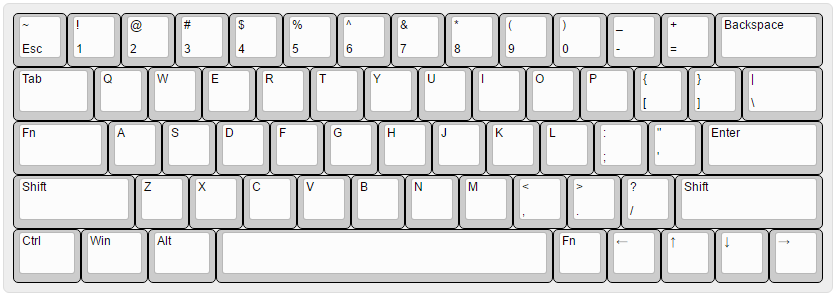 ~ ! @ # $ % ^ & * ( ) _ + Backspace
Esc 1 2 3 4 5 6 7 8 9 0 - =
Tab Q W E R T Y U I O P { } |
[ ] \
Fn A S D F G H J K L : " Enter
; '
Shift Z X C V B N M < > ? Shift
, . /
Ctrl Win Alt Fn ← ↑ ↓ →